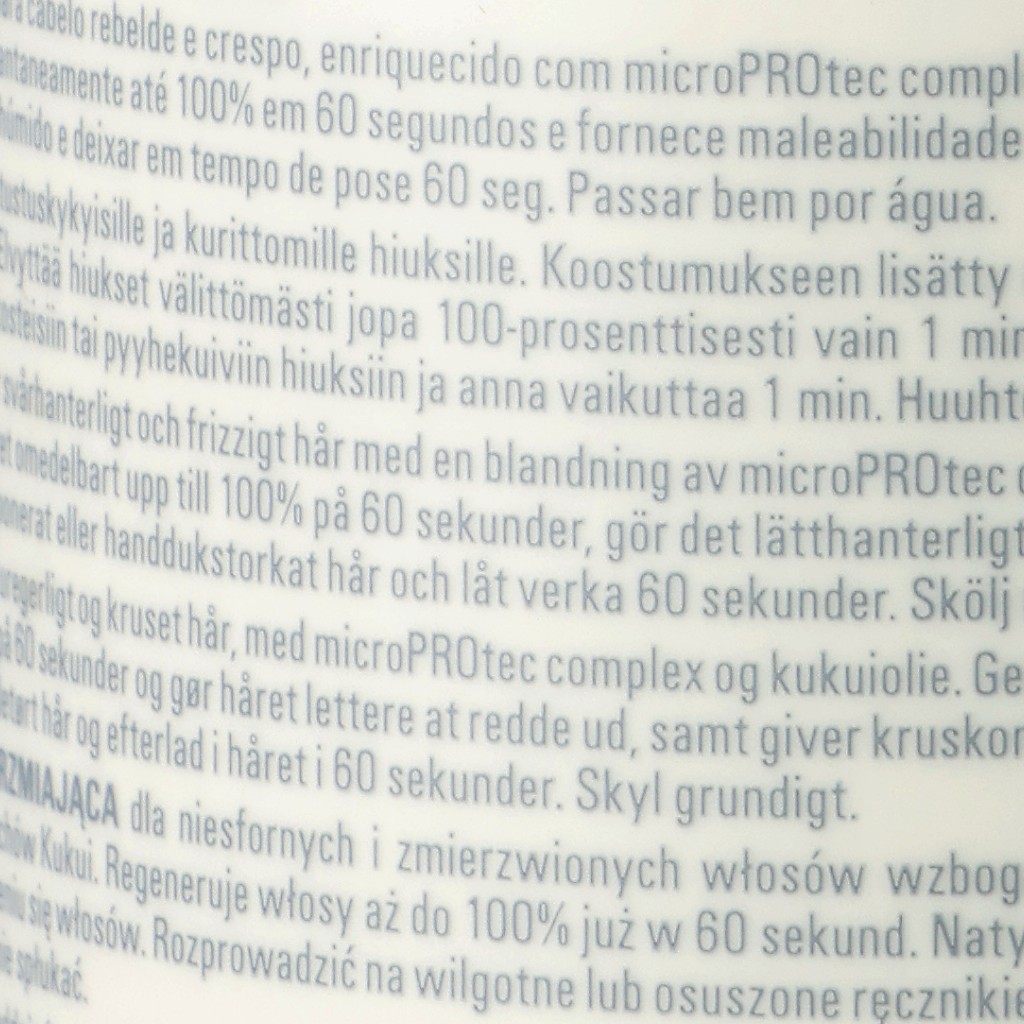 cabelo rebelde e crespo, enriquecido com microPROtec compl
antaneamente até 100% em 60 segundos e fornece maleabilidade
húmido e deixar em tempo de pose 60 seg. Passar bem por água.
tustuskykyisille ja kurittomille hiuksille. Koostumukseen lisätty
Elvyttää hiukset välittömästi jopa 100-prosenttisesti vain 1 min
osteisiin tai pyyhekuiviin hiuksiin ja anna vaikuttaa 1 min. Huuht
svårhanterligt och frizzigt hår med en blandning av microPROtec
et omedelbart upp till 100% på 60 sekunder, gör det lätthanterligt
onerat eller handdukstorkat hår och låt verka 60 sekunder. Skölj
uregerligt og kruset hår, med microPROtec complex og kukuiolie. Ge
på 60 sekunder og gør håret lettere at redde ud, samt giver kruskon
hår og efterlad i håret i 60 sekunder. Skyl grundigt.
RZMIAJĄCA dla niesfornych i zmierzwionych włosów wzbog
chów Kukui. Regeneruje włosy aż do 100% już w 60 sekund. Naty
się włosów. Rozprowadzić na wilgotne lub osuszone ręcznikie
spłukać.